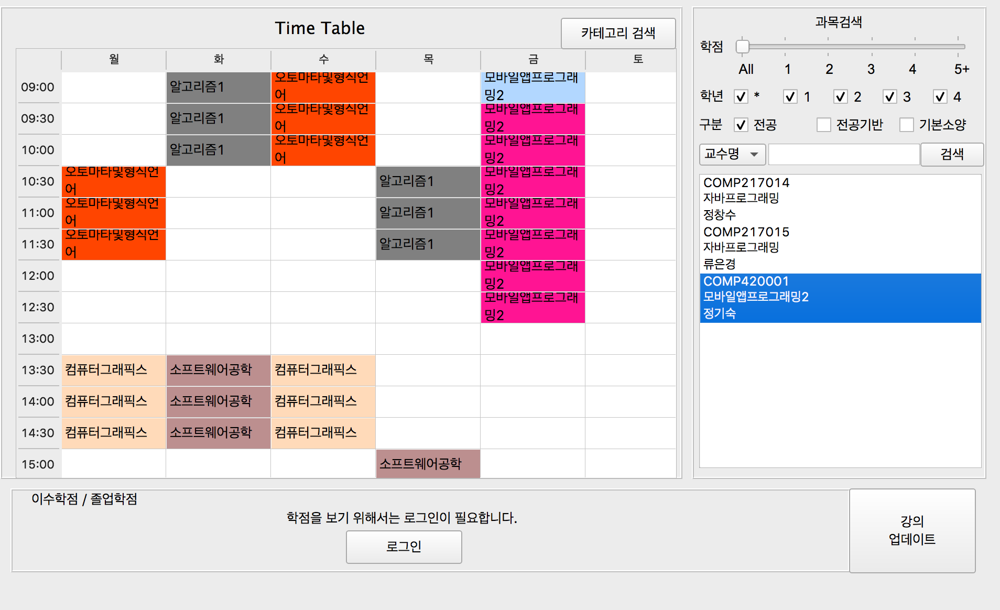 Time Table
카테고리 검색
월 화 수 목 금 토
09:00 알고리즘1 오토마타및형식언어 모바일앱프로그래밍2
09:30 알고리즘1 오토마타및형식언어 모바일앱프로그래밍2
10:00 알고리즘1 오토마타및형식언어 모바일앱프로그래밍2
10:30 오토마타및형식언어 알고리즘1 모바일앱프로그래밍2
11:00 오토마타및형식언어 알고리즘1 모바일앱프로그래밍2
11:30 오토마타및형식언어 알고리즘1 모바일앱프로그래밍2
12:00 모바일앱프로그래밍2
12:30 모바일앱프로그래밍2
13:00
13:30 컴퓨터그래픽스 소프트웨어공학 컴퓨터그래픽스
14:00 컴퓨터그래픽스 소프트웨어공학 컴퓨터그래픽스
14:30 컴퓨터그래픽스 소프트웨어공학 컴퓨터그래픽스
15:00 소프트웨어공학
과목검색
학점
All 1 2 3 4 5+
학년 * 1 2 3 4
구분 전공 전공기반 기본소양
교수명 검색
COMP217014
자바프로그래밍
정창수
COMP217015
자바프로그래밍
류은경
COMP420001
모바일앱프로그래밍2
정기숙
이수학점 / 졸업학점
학점을 보기 위해서는 로그인이 필요합니다.
로그인
강의
업데이트